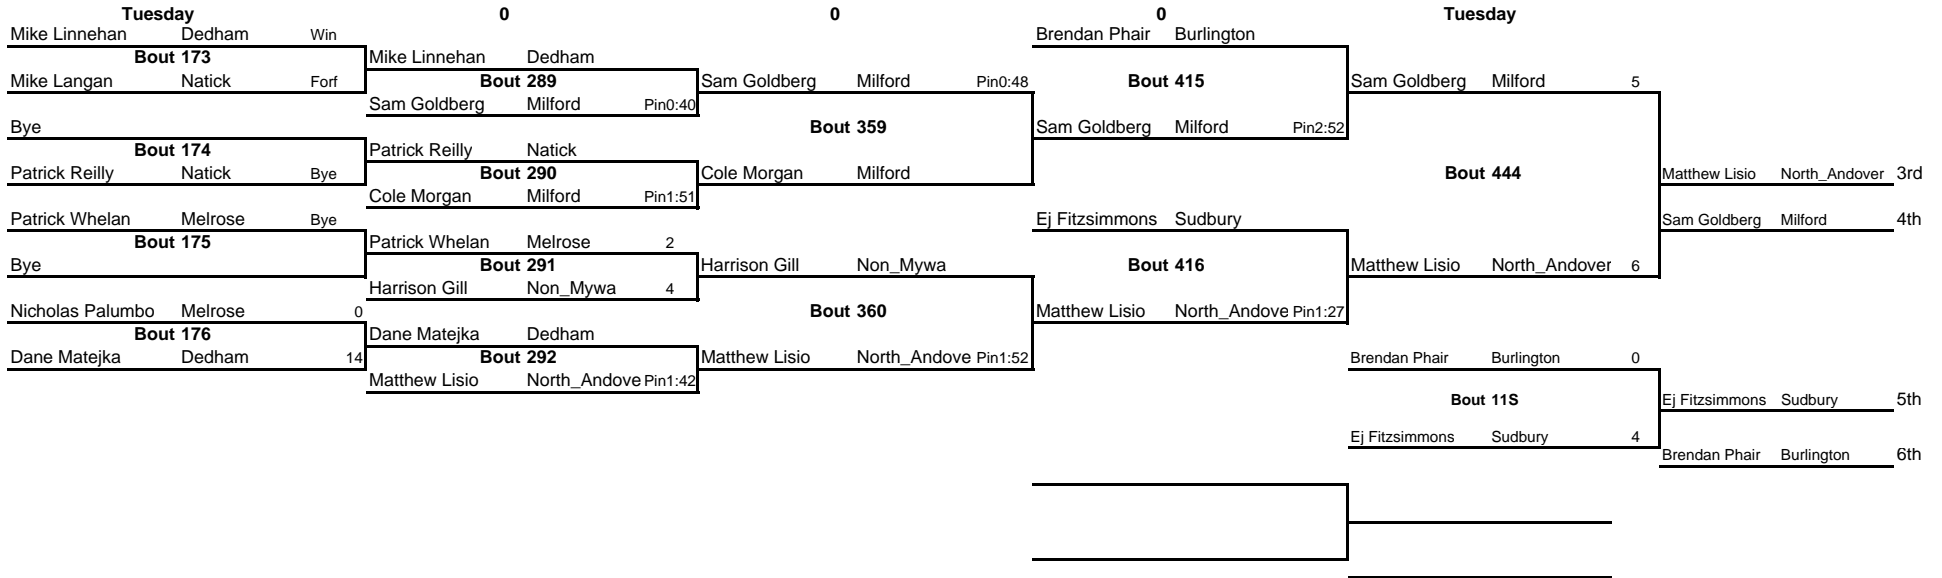 Tuesday 0 0 0 Tuesday
Mike Linnehan Dedham Win Brendan Phair Burlington
Bout 173 Mike Linnehan Dedham
Mike Langan Natick Forf Bout 289 Sam Goldberg Milford Pin0:48 Bout 415 Sam Goldberg Milford 5
Sam Goldberg Milford Pin0:40
Bye Bout 359 Sam Goldberg Milford Pin2:52
Bout 174 Patrick Reilly Natick
Patrick Reilly Natick Bye Bout 290 Cole Morgan Milford Bout 444 Matthew Lisio North_Andover 3rd
Cole Morgan Milford Pin1:51
Patrick Whelan Melrose Bye Ej Fitzsimmons Sudbury Sam Goldberg Milford 4th
Bout 175 Patrick Whelan Melrose 2
Bye Bout 291 Harrison Gill Non_Mywa Bout 416 Matthew Lisio North_Andover 6
Harrison Gill Non_Mywa 4
Nicholas Palumbo Melrose 0 Bout 360 Matthew Lisio North_Andove Pin1:27
Bout 176 Dane Matejka Dedham
Dane Matejka Dedham 14 Bout 292 Matthew Lisio North_Andove Pin1:52 Brendan Phair Burlington 0
Matthew Lisio North_Andove Pin1:42
Bout 11S Ej Fitzsimmons Sudbury 5th
Ej Fitzsimmons Sudbury 4
Brendan Phair Burlington 6th